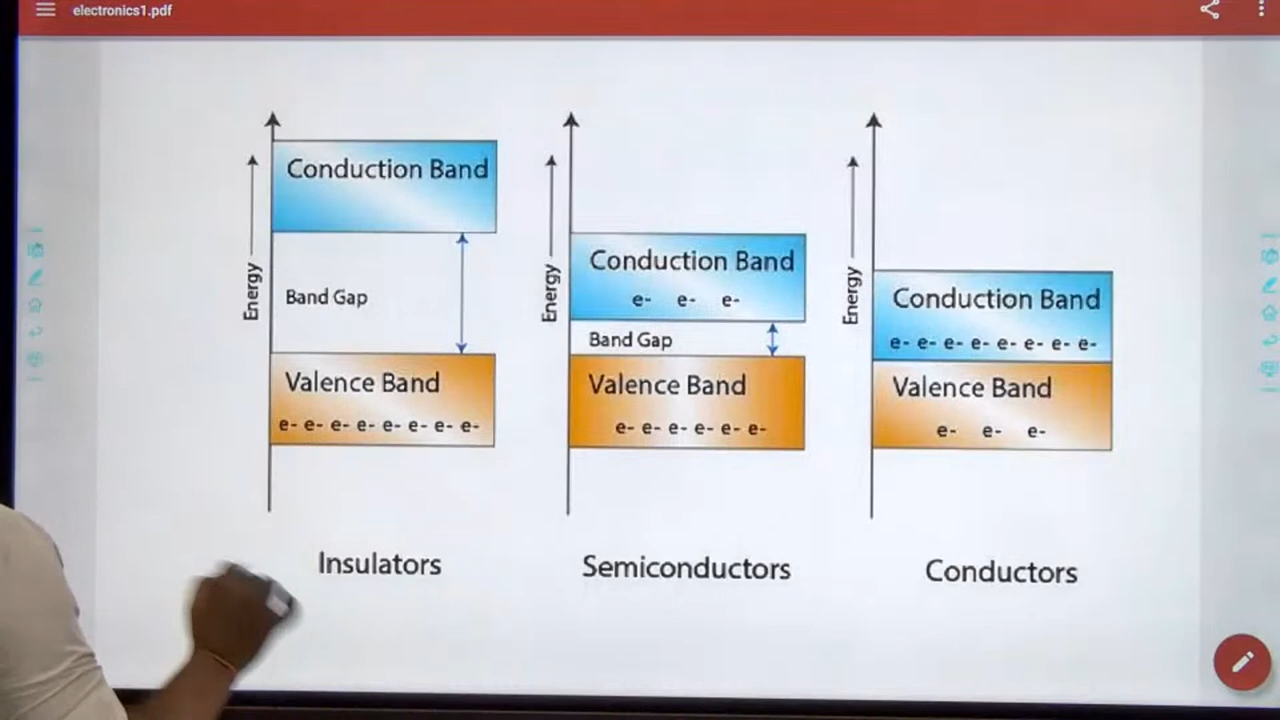 electronics1.pdf
Energy
Conduction Band
Band Gap
Valence Band
e- e- e- e- e- e- e- e-
Insulators
Energy
Conduction Band
e- e- e-
Band Gap
Valence Band
e- e- e- e- e- e-
Semiconductors
Energy
Conduction Band
e- e- e- e- e- e- e- e-
Valence Band
e- e- e-
Conductors